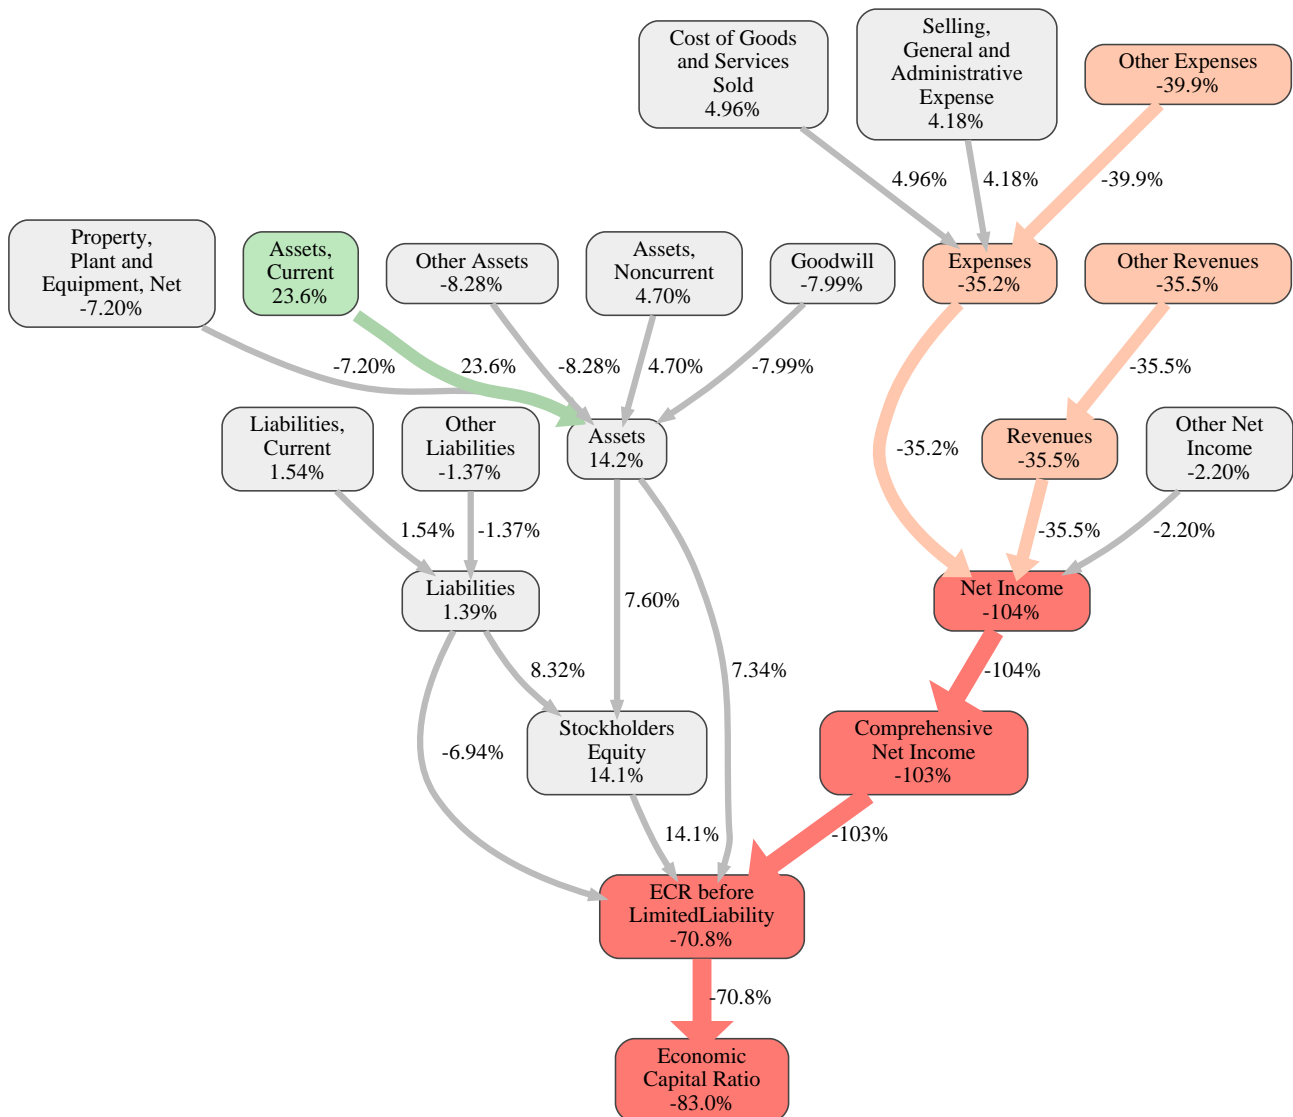 Cost of Goods
and Services
Sold
4.96%
Selling,
General and
Administrative
Expense
4.18%
Other Expenses
-39.9%
4.96%
4.18%
-39.9%
Property,
Plant and
Equipment, Net
-7.20%
Assets,
Current
23.6%
Other Assets
-8.28%
Assets,
Noncurrent
4.70%
Goodwill
-7.99%
Expenses
-35.2%
Other Revenues
-35.5%
-7.20%
23.6%
-8.28%
4.70%
-7.99%
-35.5%
Liabilities,
Current
1.54%
Other
Liabilities
-1.37%
Assets
14.2%
-35.2%
Revenues
-35.5%
Other Net
Income
-2.20%
1.54%
-1.37%
-35.5%
-2.20%
Liabilities
1.39%
7.60%
Net Income
-104%
8.32%
7.34%
-104%
-6.94%
Stockholders
Equity
14.1%
Comprehensive
Net Income
-103%
14.1%
-103%
ECR before
LimitedLiability
-70.8%
-70.8%
Economic
Capital Ratio
-83.0%